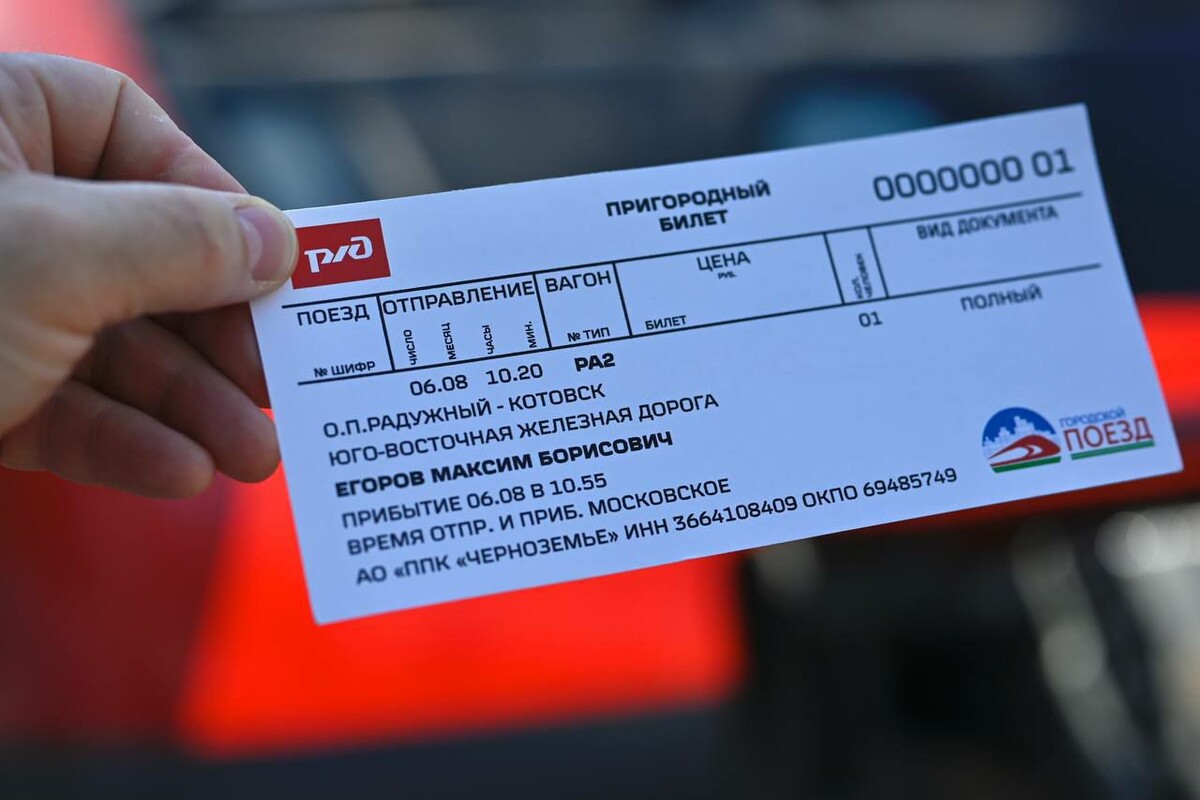 ПРИГОРОДНЫЙ
БИЛЕТ
0000000 01
РЖД
ПОЕЗД
№ ШИФР
ОТПРАВЛЕНИЕ
ЧИСЛО
МЕСЯЦ
ЧАСЫ
МИН.
ВАГОН
№ ТИП
ЦЕНА
РУБ.
БИЛЕТ
КОЛ.
ЧЕЛОВЕК
ВИД ДОКУМЕНТА
06.08 10.20 РА2 01 ПОЛНЫЙ
О.П.РАДУЖНЫЙ - КОТОВСК
ЮГО-ВОСТОЧНАЯ ЖЕЛЕЗНАЯ ДОРОГА
ЕГОРОВ МАКСИМ БОРИСОВИЧ
ПРИБЫТИЕ 06.08 В 10.55
ВРЕМЯ ОТПР. И ПРИБ. МОСКОВСКОЕ
АО «ППК «ЧЕРНОЗЕМЬЕ» ИНН 3664108409 ОКПО 69485749
ГОРОДСКОЙ
ПОЕЗД